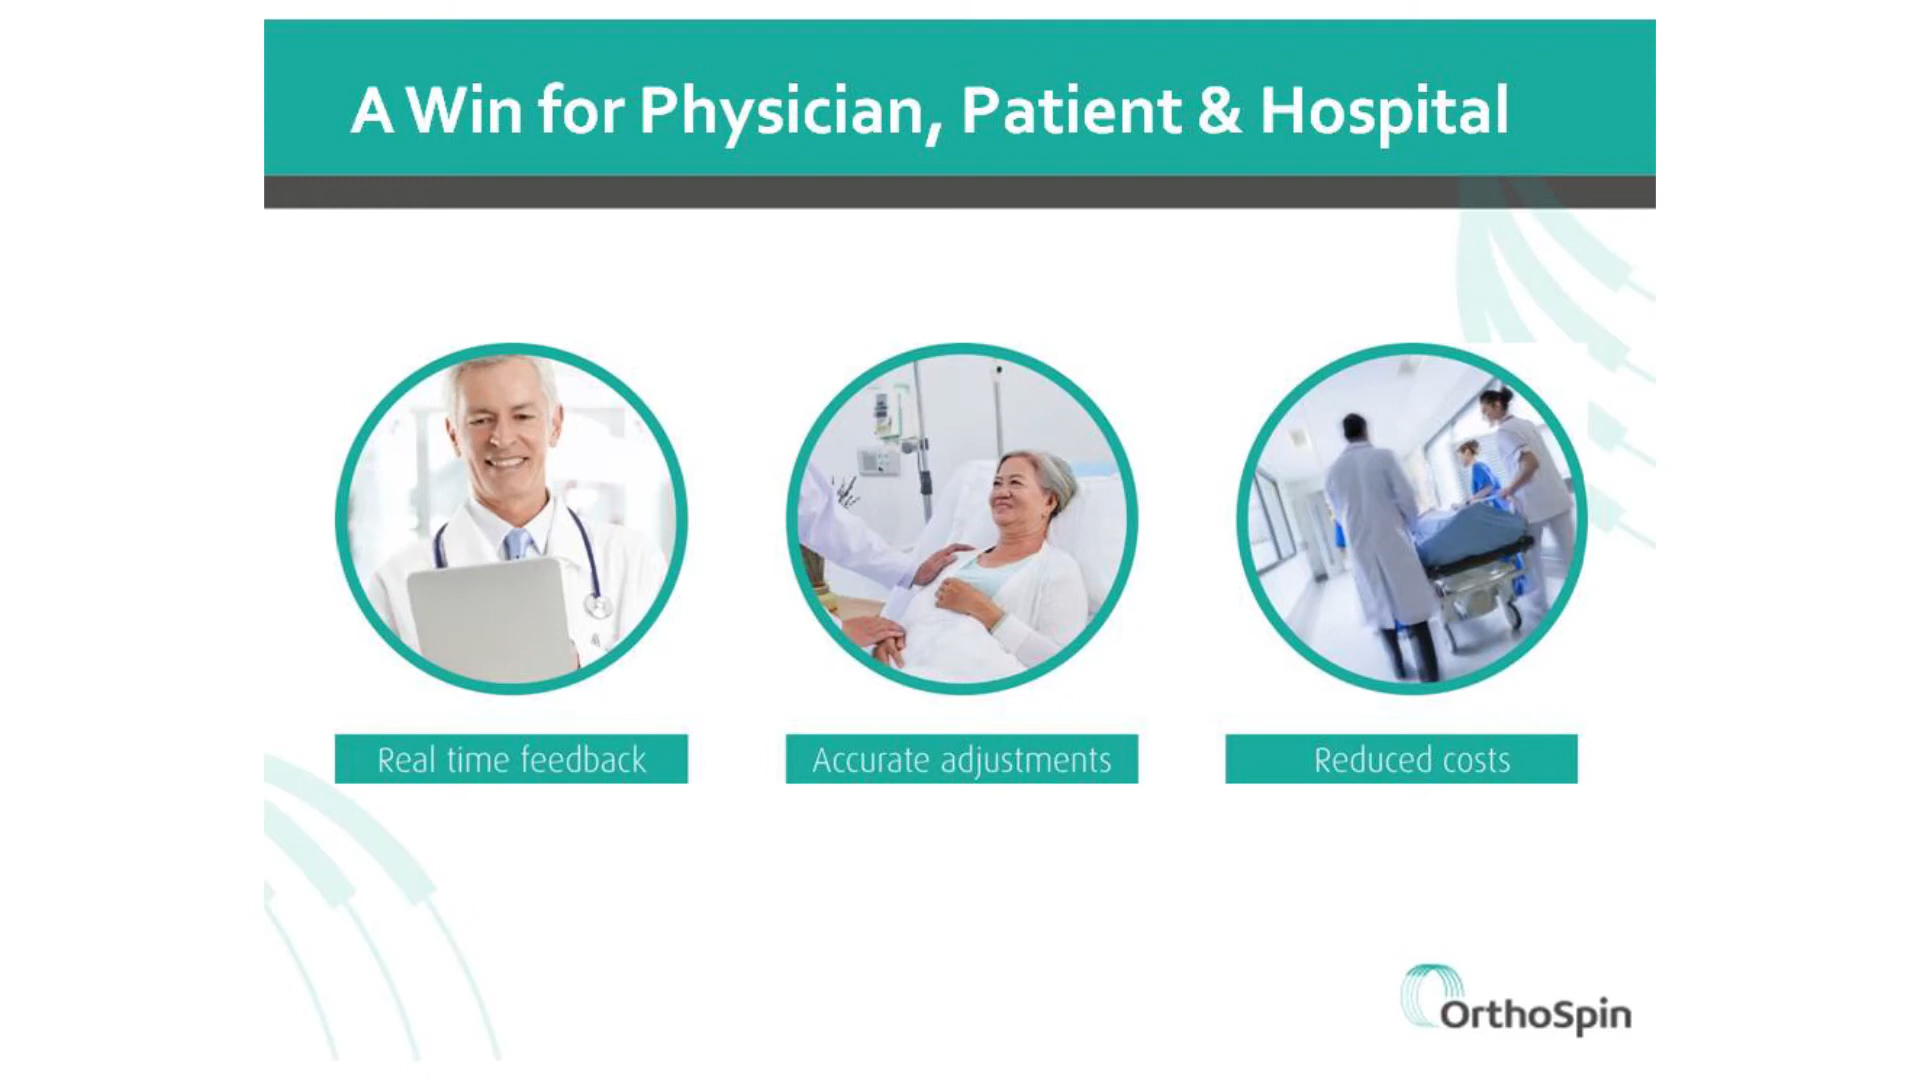 A Win for Physician, Patient & Hospital
Real time feedback
Accurate adjustments
Reduced costs
OrthoSpin